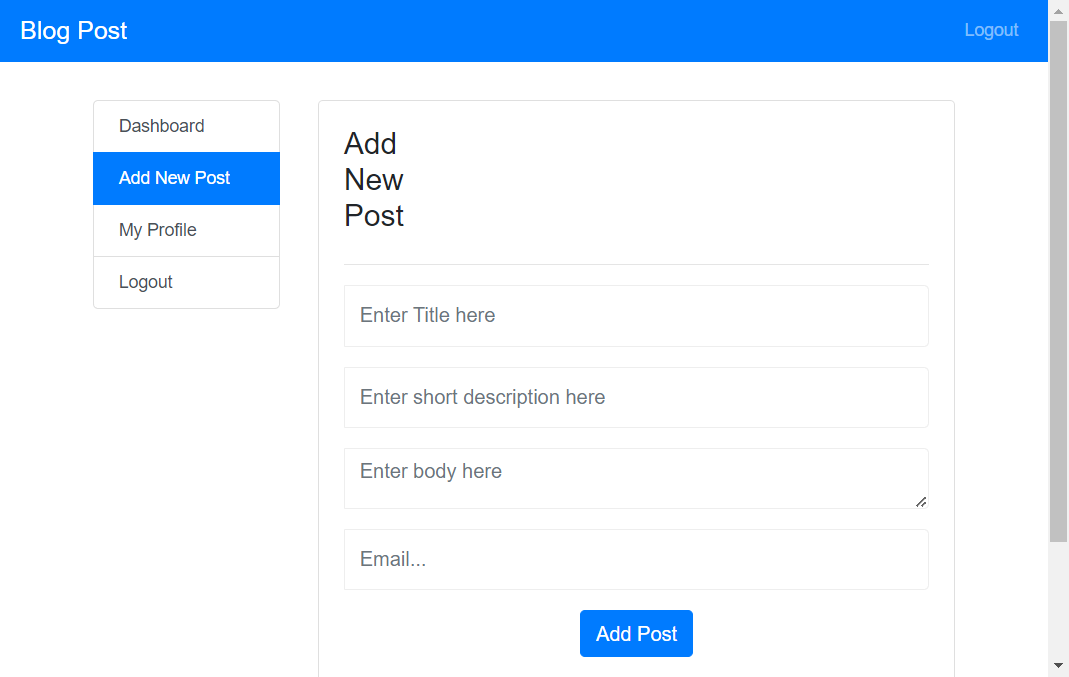 Blog Post
Logout
Dashboard
Add New Post
My Profile
Logout
Add
New
Post
Enter Title here
Enter short description here
Enter body here
Email...
Add Post